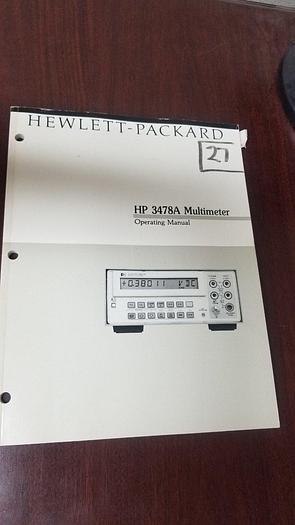 HEWLETT-PACKARD
27
HP 3478A Multimeter
Operating Manual
+0.38011 VDC